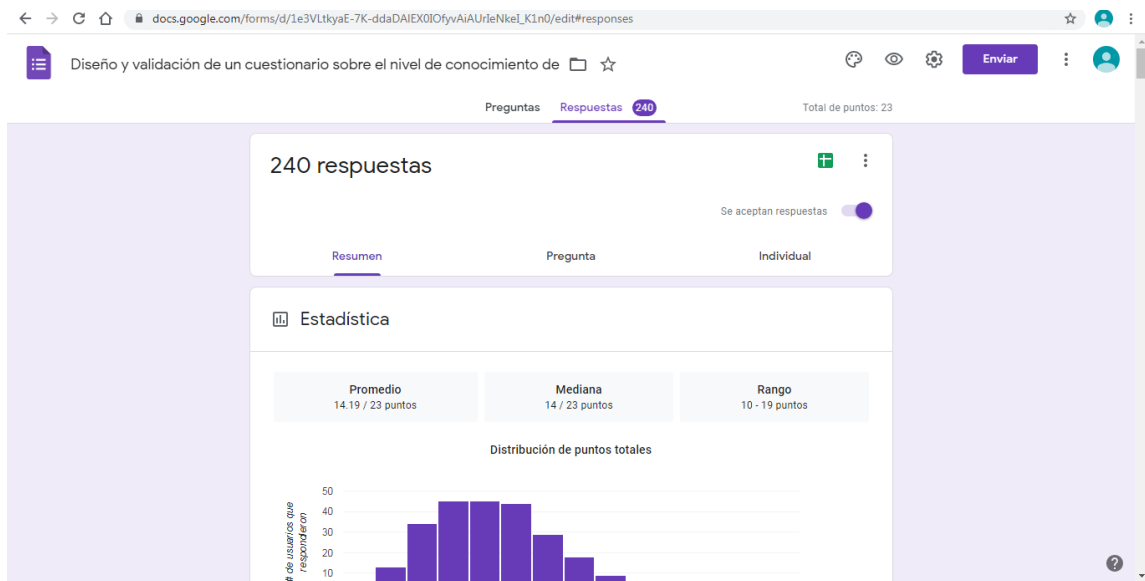 docs.google.com/forms/d/1e3VLtkyaE-7K-ddaDAlEX0IOfyvAiAUrIeNkeI_K1n0/edit#responses
Diseño y validación de un cuestionario sobre el nivel de conocimiento de
Enviar
Preguntas Respuestas 240 Total de puntos: 23
240 respuestas
Se aceptan respuestas
Resumen Pregunta Individual
Estadística
Promedio Mediana Rango
14.19 / 23 puntos 14 / 23 puntos 10 - 19 puntos
Distribución de puntos totales
# de usuarios que
respondieron
50
40
30
20
10